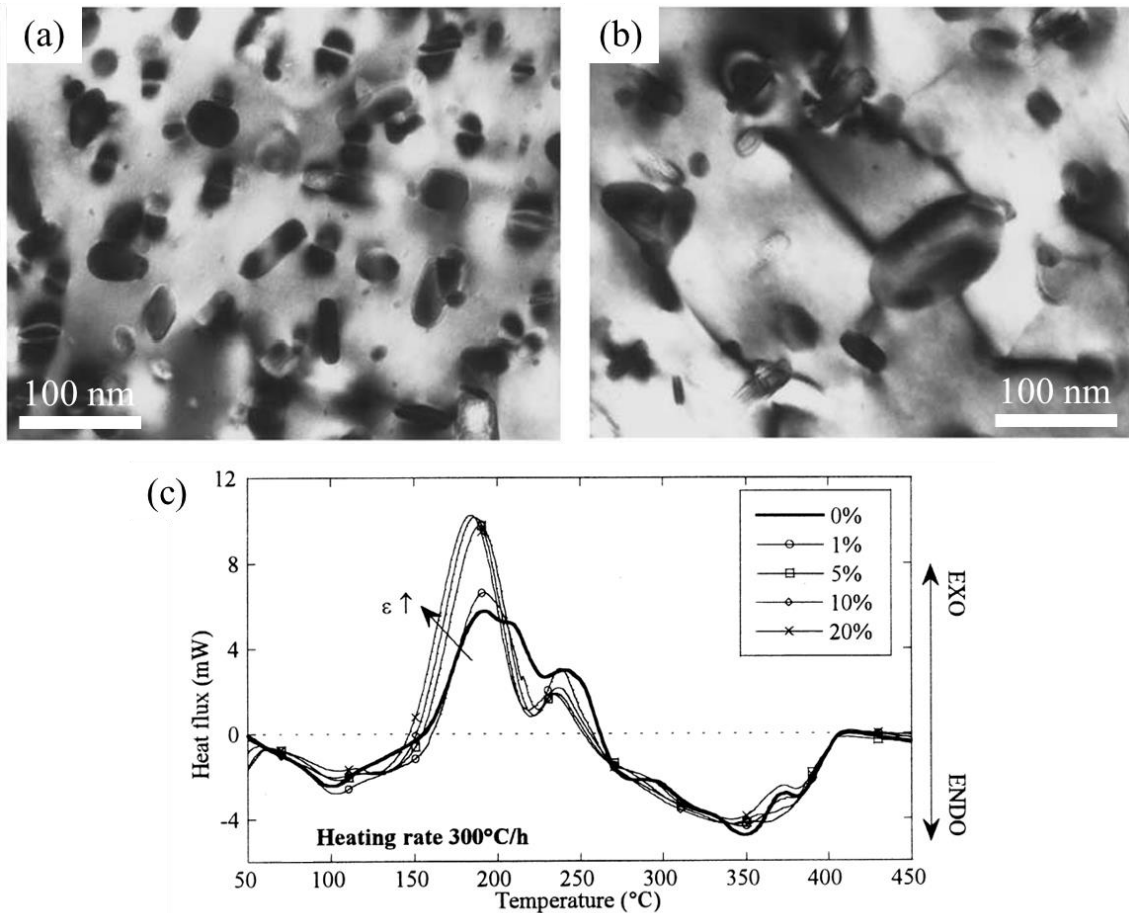 (a)
100 nm
(b)
100 nm
(c)
Heat flux (mW)
12
8
4
0
-4
ε ↑
0%
1%
5%
10%
20%
EXO
ENDO
Heating rate 300°C/h
50 100 150 200 250 300 350 400 450
Temperature (°C)